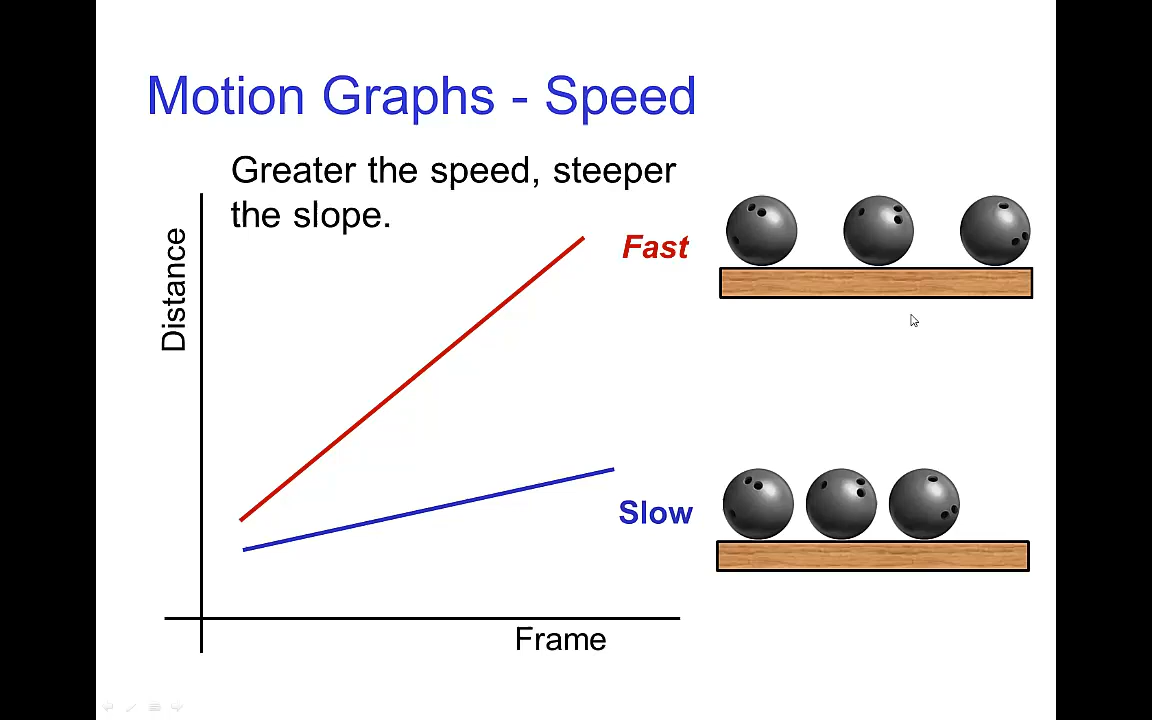 Motion Graphs - Speed
Greater the speed, steeper
the slope.
Distance
Fast
Slow
Frame